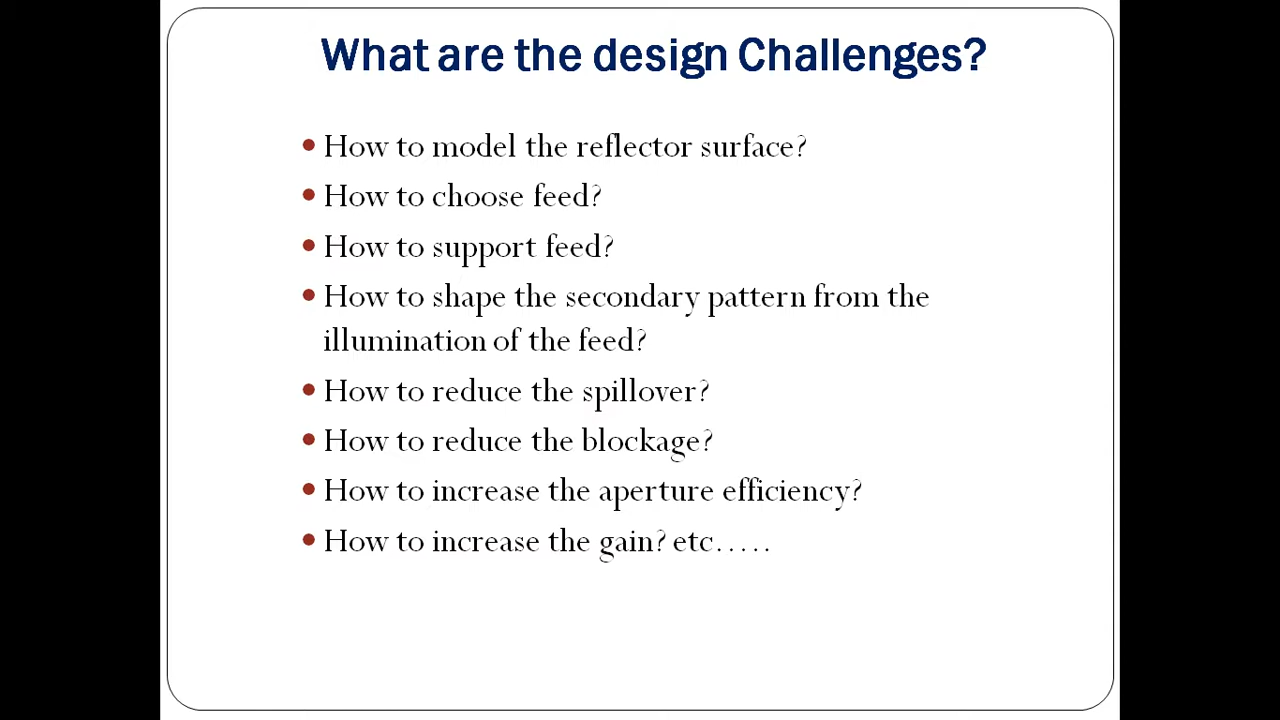 What are the design Challenges?
• How to model the reflector surface?
• How to choose feed?
• How to support feed?
• How to shape the secondary pattern from the
illumination of the feed?
• How to reduce the spillover?
• How to reduce the blockage?
• How to increase the aperture efficiency?
• How to increase the gain? etc.....